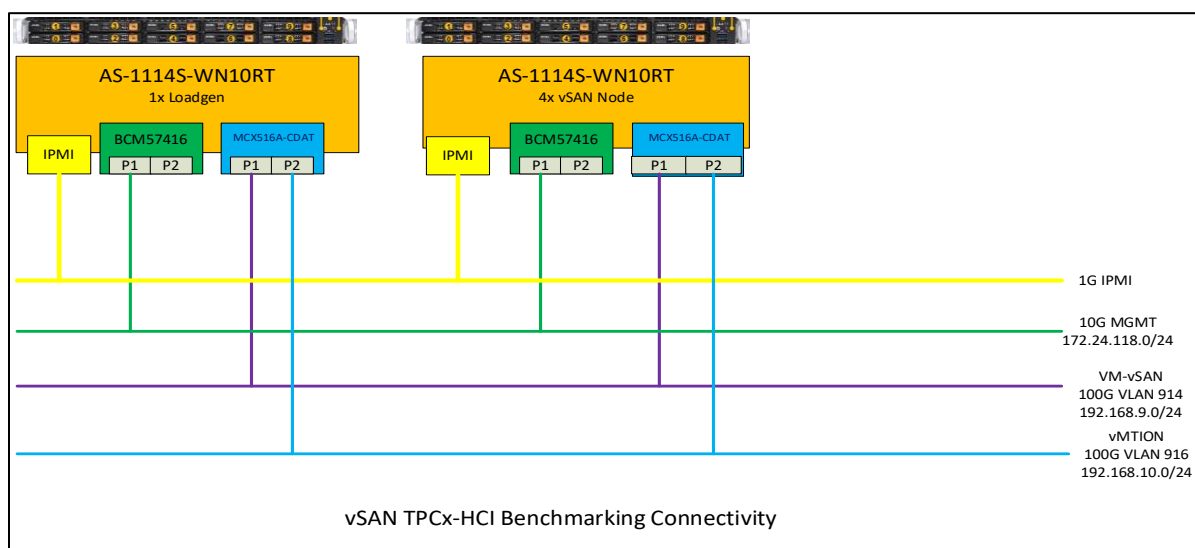 AS-1114S-WN10RT
1x Loadgen
IPMI
BCM57416
P1 P2
MCX516A-CDAT
P1 P2
AS-1114S-WN10RT
4x vSAN Node
IPMI
BCM57416
P1 P2
MCX516A-CDAT
P1 P2
1G IPMI
10G MGMT
172.24.118.0/24
VM-vSAN
100G VLAN 914
192.168.9.0/24
vMTION
100G VLAN 916
192.168.10.0/24
vSAN TPCx-HCI Benchmarking Connectivity